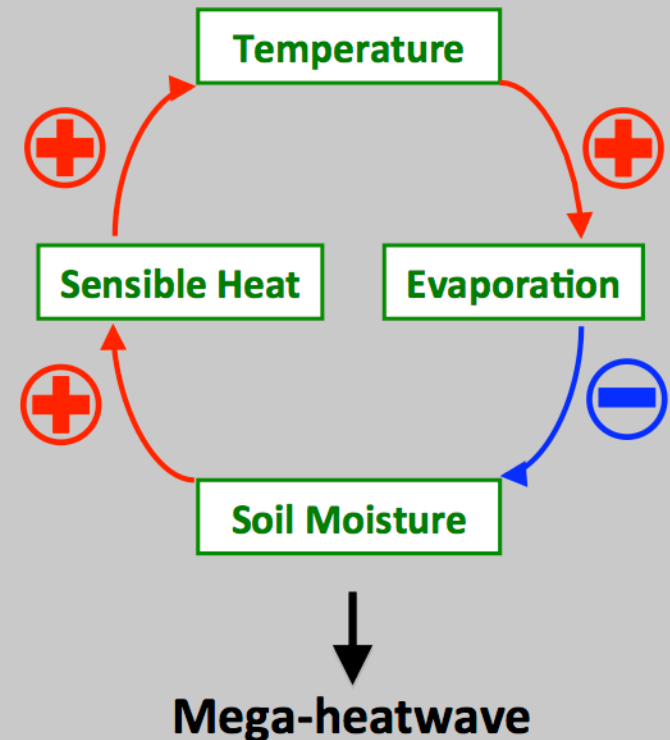 Temperature
Sensible Heat
Evaporation
Soil Moisture
Mega-heatwave